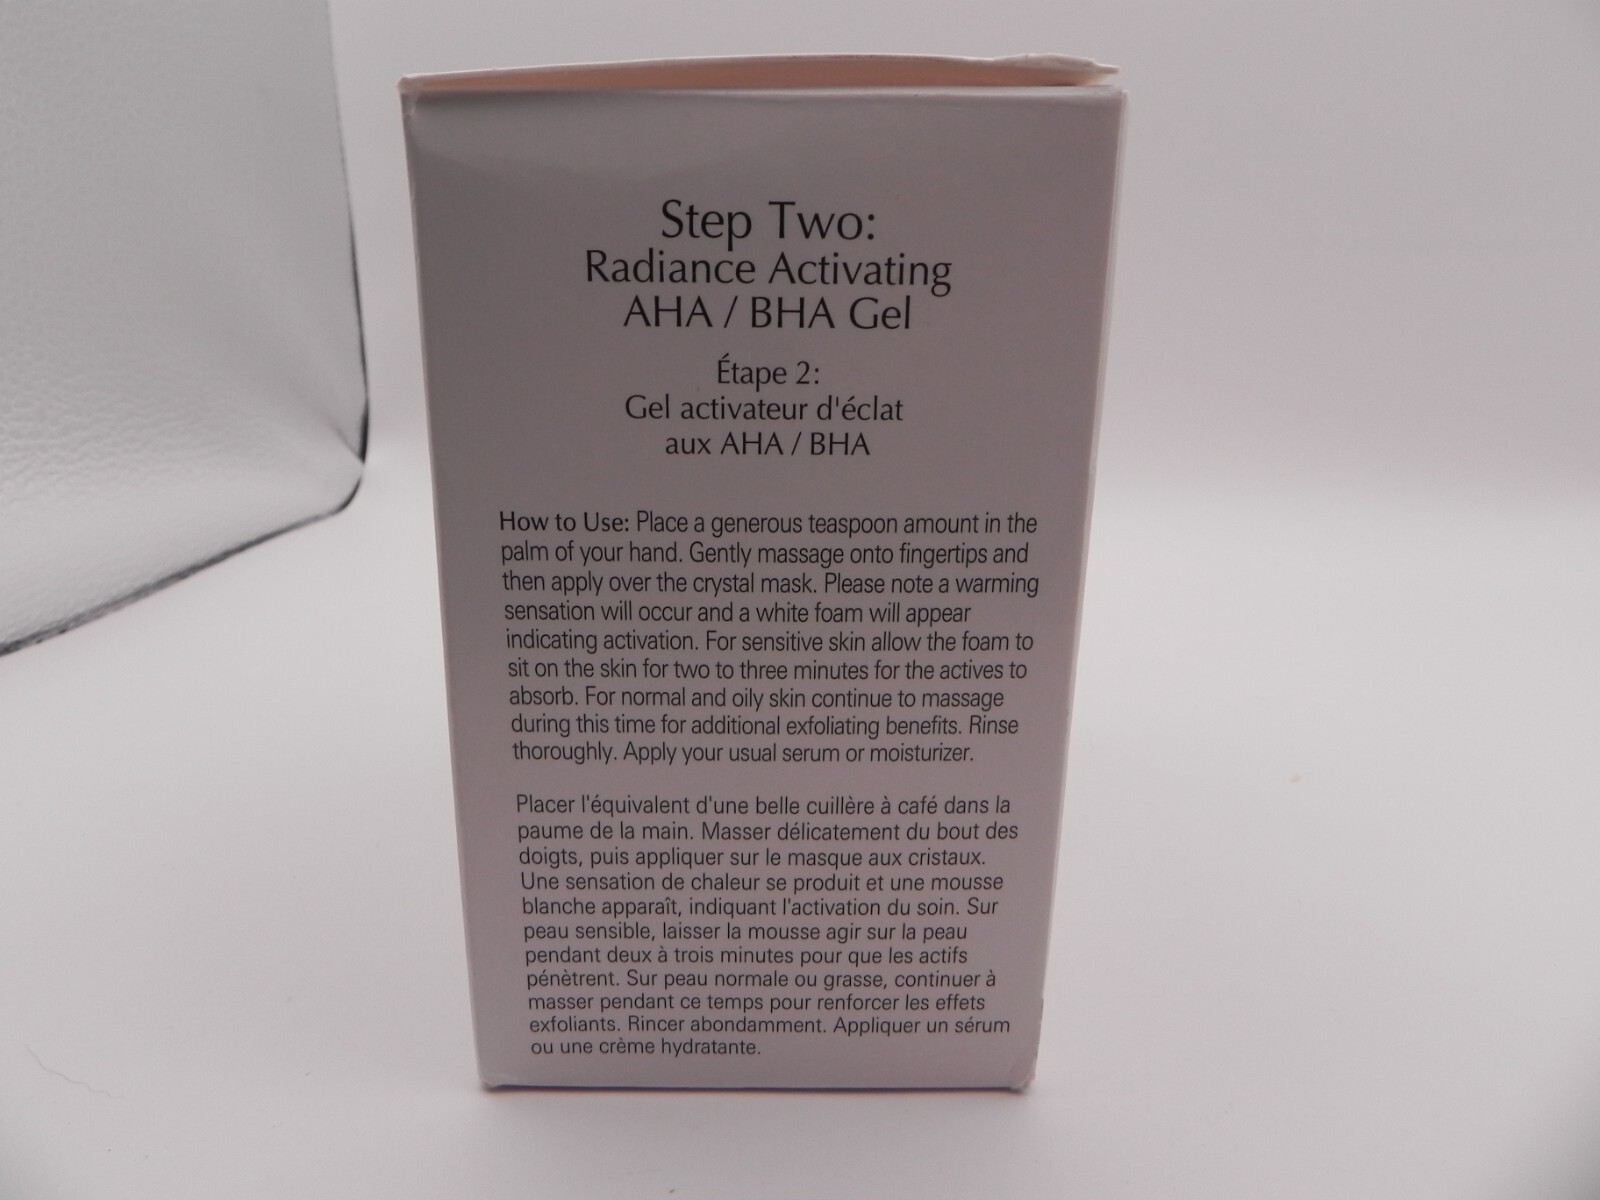 Step Two:
Radiance Activating
AHA / BHA Gel
Étape 2:
Gel activateur d'éclat
aux AHA / BHA
How to Use: Place a generous teaspoon amount in the
palm of your hand. Gently massage onto fingertips and
then apply over the crystal mask. Please note a warming
sensation will occur and a white foam will appear
indicating activation. For sensitive skin allow the foam to
sit on the skin for two to three minutes for the actives to
absorb. For normal and oily skin continue to massage
during this time for additional exfoliating benefits. Rinse
thoroughly. Apply your usual serum or moisturizer.
Placer l'équivalent d'une belle cuillère à café dans la
paume de la main. Masser délicatement du bout des
doigts, puis appliquer sur le masque aux cristaux.
Une sensation de chaleur se produit et une mousse
blanche apparaît, indiquant l'activation du soin. Sur
peau sensible, laisser la mousse agir sur la peau
pendant deux à trois minutes pour que les actifs
pénètrent. Sur peau normale ou grasse, continuer à
masser pendant ce temps pour renforcer les effets
exfoliants. Rincer abondamment. Appliquer un sérum
ou une crème hydratante.